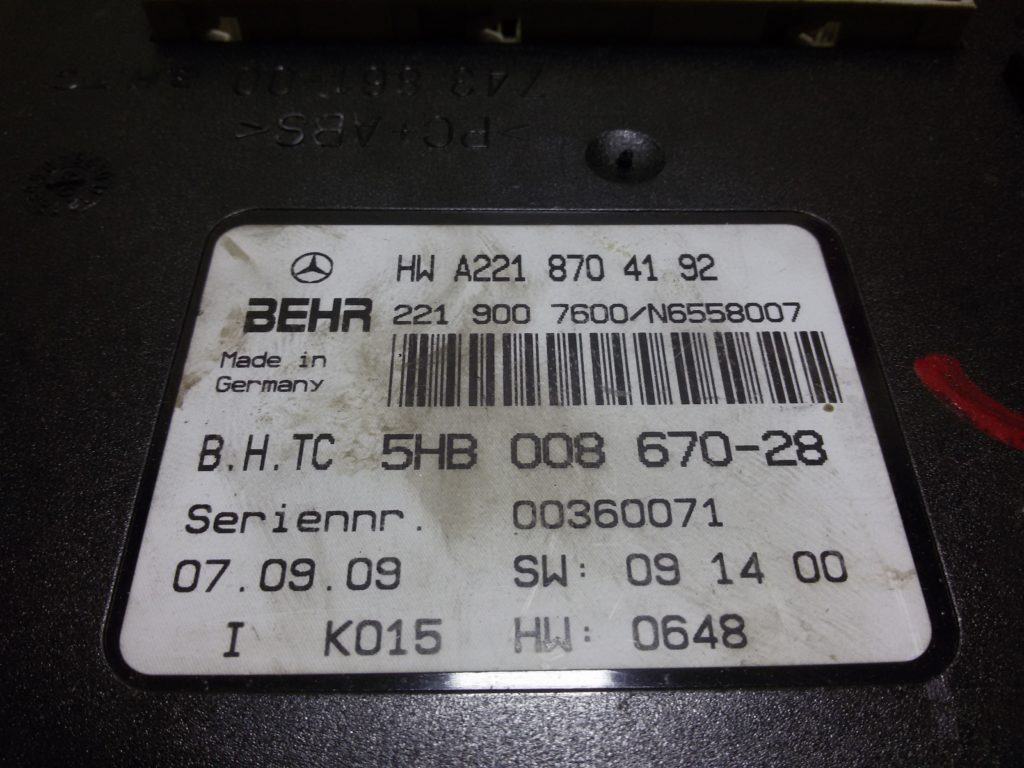 >PC+ABS<
HW A221 870 41 92
BEHR 221 900 7600/N6558007
Made in
Germany
B.H.TC 5HB 008 670-28
Seriennr. 00360071
07.09.09 SW: 09 14 00
I K015 HW: 0648